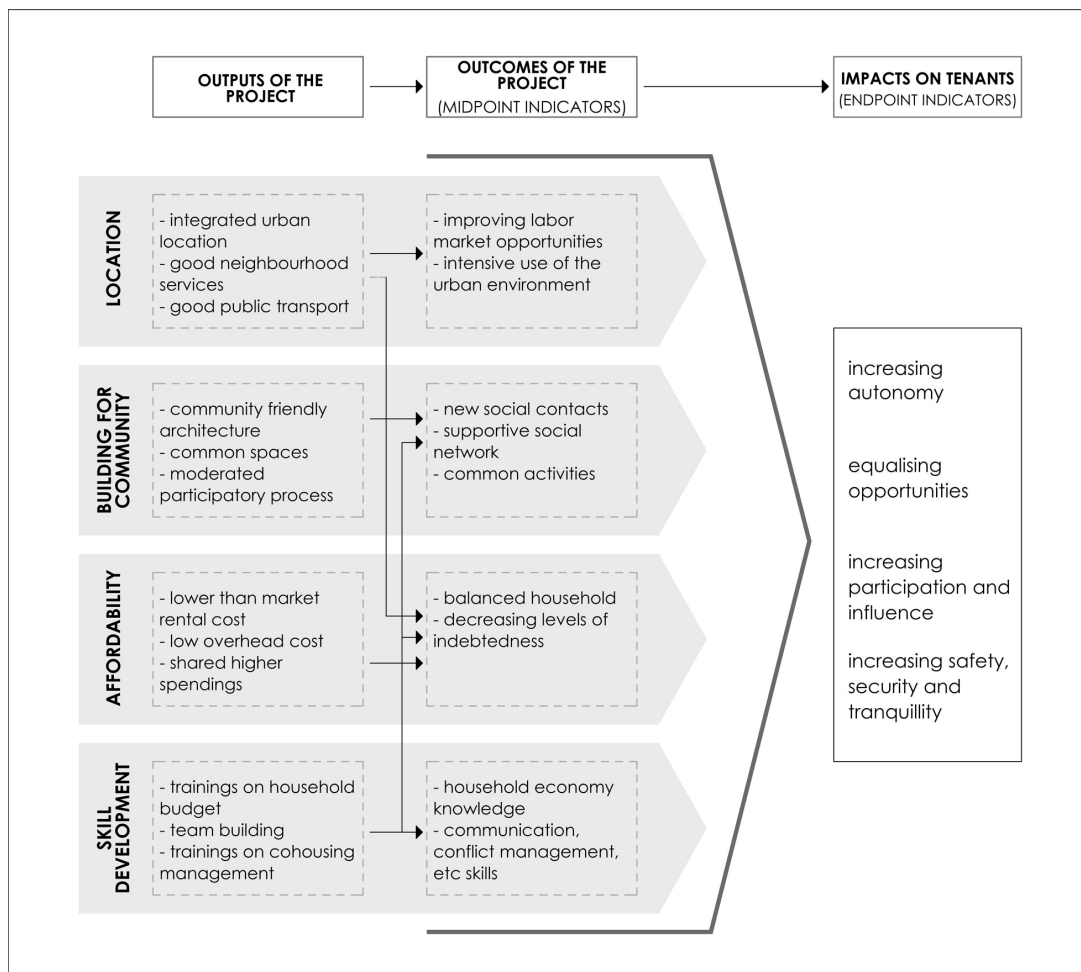 OUTPUTS OF THE
PROJECT
OUTCOMES OF THE
PROJECT
(MIDPOINT INDICATORS)
IMPACTS ON TENANTS
(ENDPOINT INDICATORS)
LOCATION
- integrated urban
location
- good neighbourhood
services
- good public transport
- improving labor
market opportunities
- intensive use of the
urban environment
BUILDING FOR
COMMUNITY
- community friendly
architecture
- common spaces
- moderated
participatory process
- new social contacts
- supportive social
network
- common activities
AFFORDABILITY
- lower than market
rental cost
- low overhead cost
- shared higher
spendings
- balanced household
- decreasing levels of
indebtedness
SKILL
DEVELOPMENT
- trainings on household
budget
- team building
- trainings on cohousing
management
- household economy
knowledge
- communication,
conflict management,
etc skills
increasing
autonomy
equalising
opportunities
increasing
participation and
influence
increasing safety,
security and
tranquillity